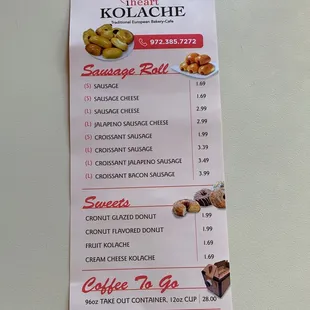 iheart
KOLACHE
Traditional European Bakery-Cafe
972.385.7272
Sausage Roll
(S) SAUSAGE 1.69
(S) SAUSAGE CHEESE 1.69
(L) SAUSAGE CHEESE 2.99
(L) JALAPENO SAUSAGE CHEESE 2.99
(S) CROISSANT SAUSAGE 1.99
(L) CROISSANT SAUSAGE 3.39
(L) CROISSANT JALAPENO SAUSAGE 3.49
(L) CROISSANT BACON SAUSAGE 3.99
Sweets
CRONUT GLAZED DONUT 1.99
CRONUT FLAVORED DONUT 1.99
FRUIT KOLACHE 1.69
CREAM CHEESE KOLACHE 1.69
Coffee To Go
96oz TAKE OUT CONTAINER, 12oz CUP 28.00